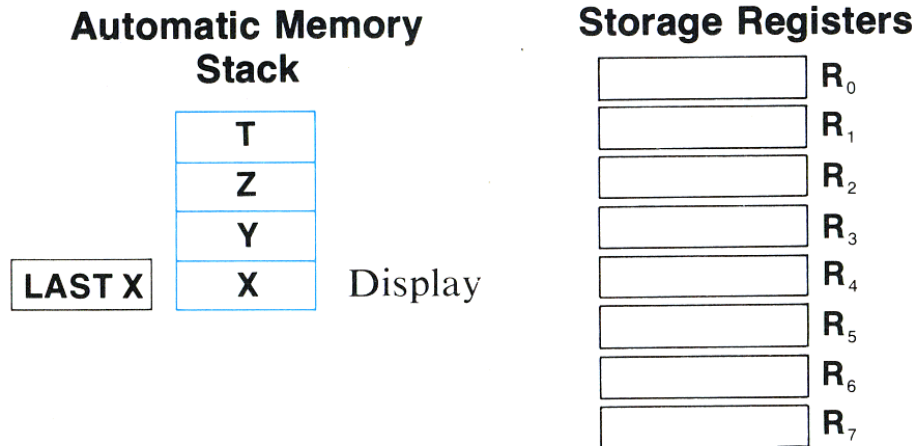 Automatic Memory
Stack
T
Z
Y
LAST X
X
Display
Storage Registers
R₀
R₁
R₂
R₃
R₄
R₅
R₆
R₇